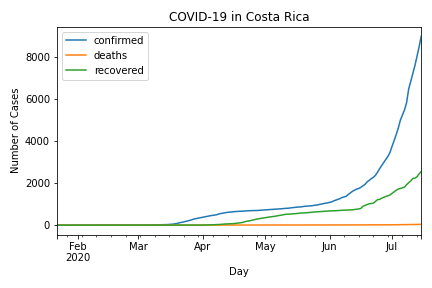 COVID-19 in Costa Rica
confirmed
deaths
recovered
Number of Cases
8000
6000
4000
2000
0
Feb
2020
Mar
Apr
May
Jun
Jul
Day